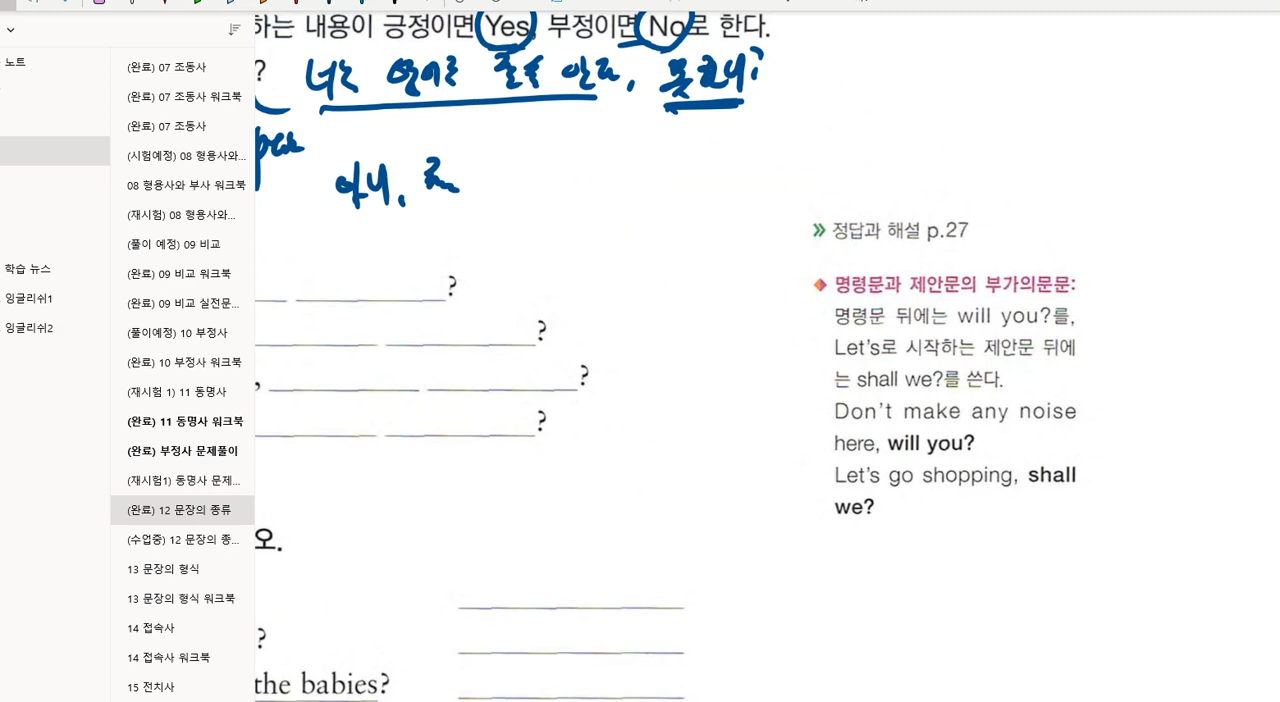 하는 내용이 긍정이면 Yes, 부정이면 No로 한다.
노트
(완료) 07 조동사
?
너는
(완료) 07 조동사 워크북
(완료) 07 조동사
(시험예정) 08 형용사와...
08 형용사와 부사 워크북
아니,
(재시험) 08 형용사와...
정답과 해설 p.27
(풀이 예정) 09 비교
학습 뉴스
(완료) 09 비교 워크북
잉글리쉬1
(완료) 09 비교 실전문...
잉글리쉬2
(풀이예정) 10 부정사
(완료) 10 부정사 워크북
(재시험 1) 11 동명사
(완료) 11 동명사 워크북
(완료) 부정사 문제풀이
(재시험1) 동명사 문제...
(완료) 12 문장의 종류
(수업중) 12 문장의 종...
13 문장의 형식
13 문장의 형식 워크북
14 접속사
14 접속사 워크북
15 전치사
?
?
, ?
?
오.
?
the babies?
명령문과 제안문의 부가의문문:
명령문 뒤에는 will you?를,
Let's로 시작하는 제안문 뒤에
는 shall we?를 쓴다.
Don't make any noise
here, will you?
Let's go shopping, shall
we?